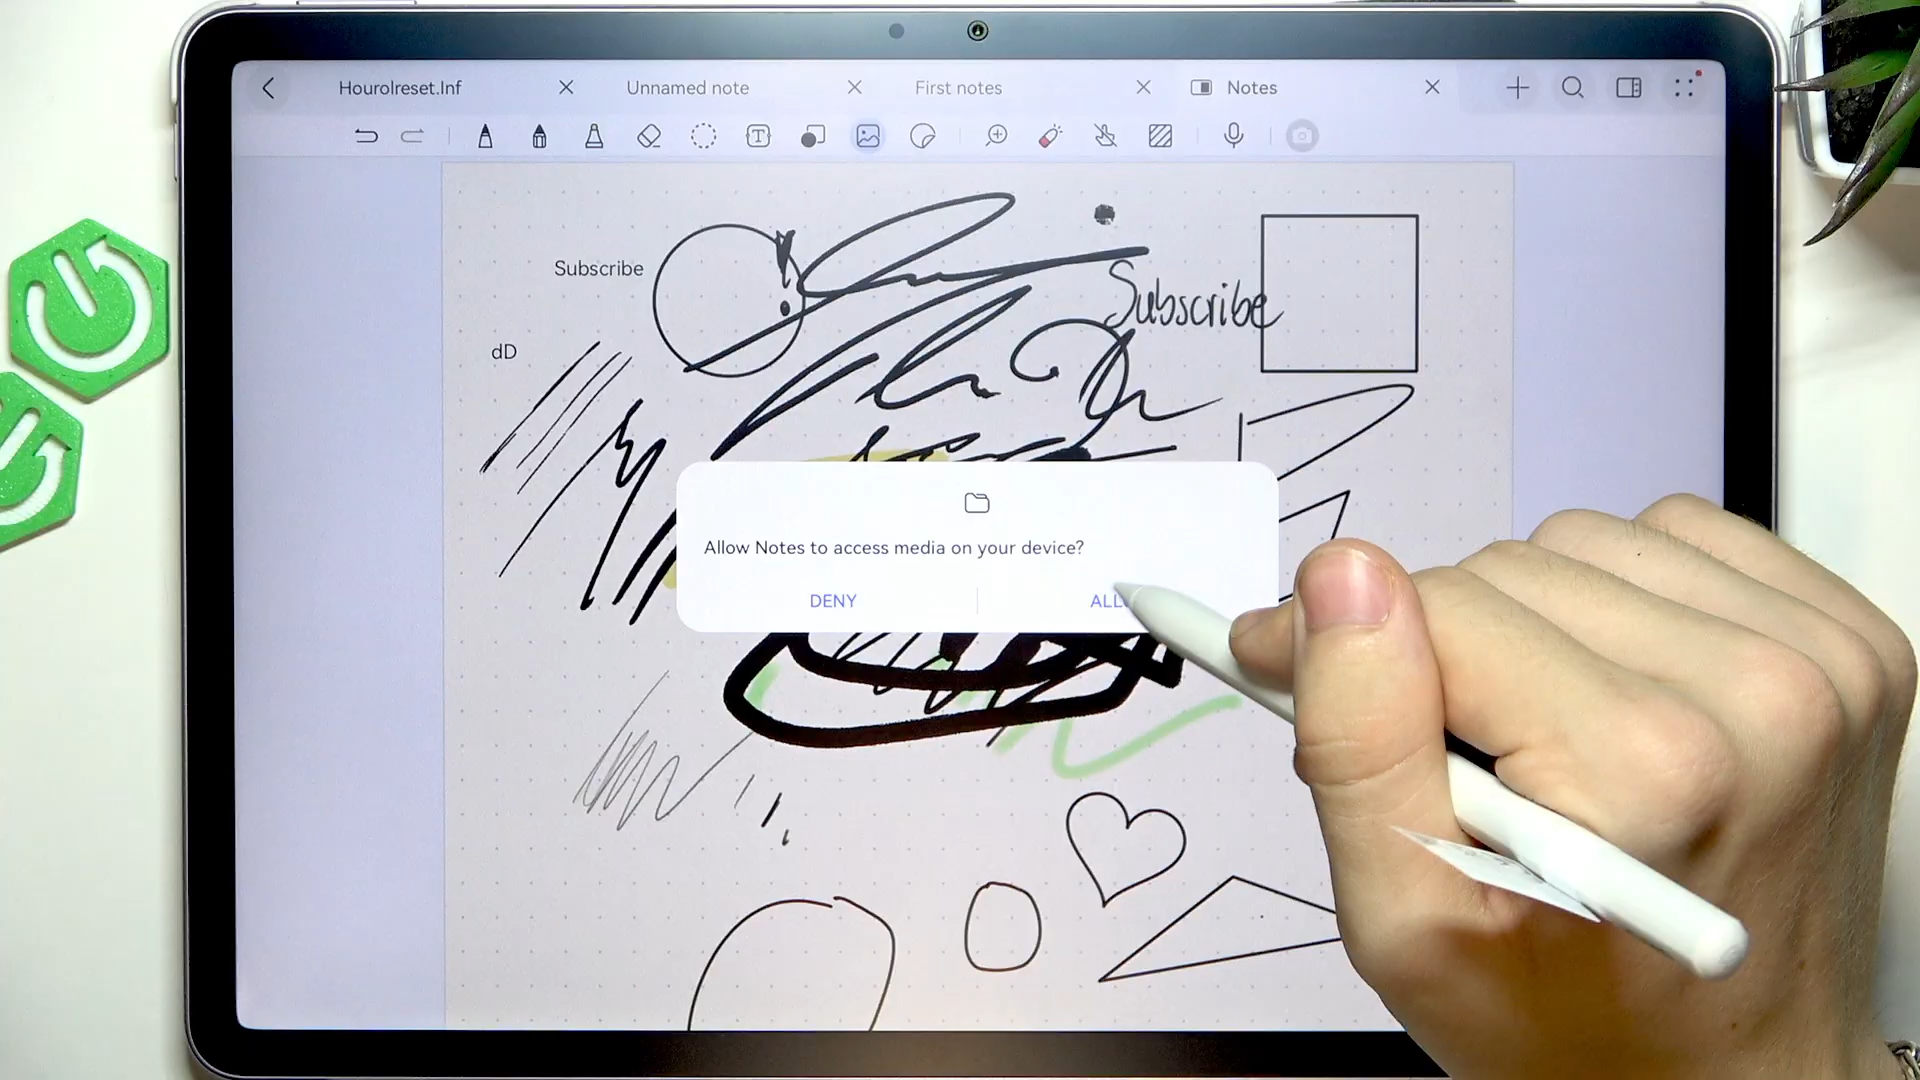 Hourolreset.Inf
Unnamed note
First notes
Notes
Subscribe
Subscribe
dD
Allow Notes to access media on your device?
DENY